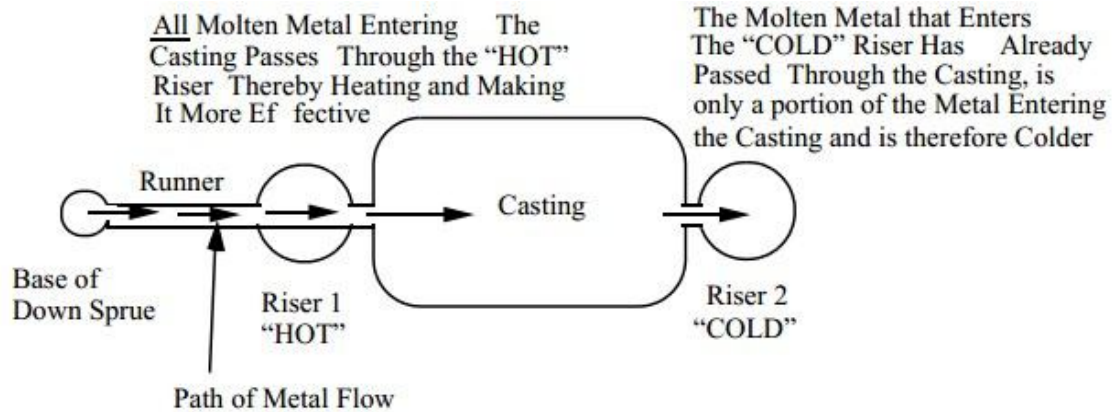 All Molten Metal Entering The
Casting Passes Through the “HOT”
Riser Thereby Heating and Making
It More Ef fective
The Molten Metal that Enters
The “COLD” Riser Has Already
Passed Through the Casting, is
only a portion of the Metal Entering
the Casting and is therefore Colder
Runner
Casting
Base of
Down Sprue
Riser 1
“HOT”
Riser 2
“COLD”
Path of Metal Flow